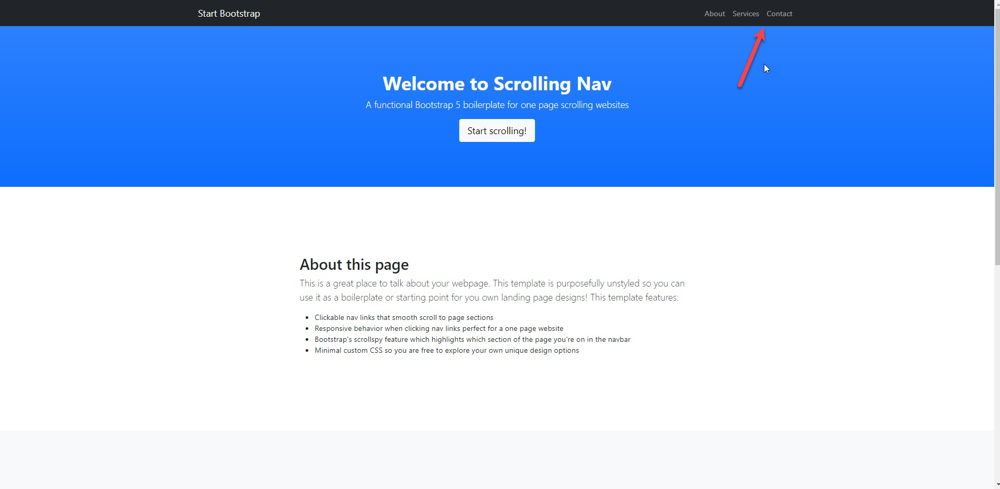 Start Bootstrap
About Services Contact
Welcome to Scrolling Nav
A functional Bootstrap 5 boilerplate for one page scrolling websites
Start scrolling!
About this page
This is a great place to talk about your webpage. This template is purposefully unstyled so you can
use it as a boilerplate or starting point for you own landing page designs! This template features:
• Clickable nav links that smooth scroll to page sections
• Responsive behavior when clicking nav links perfect for a one page website
• Bootstrap's scrollspy feature which highlights which section of the page you're on in the navbar
• Minimal custom CSS so you are free to explore your own unique design options